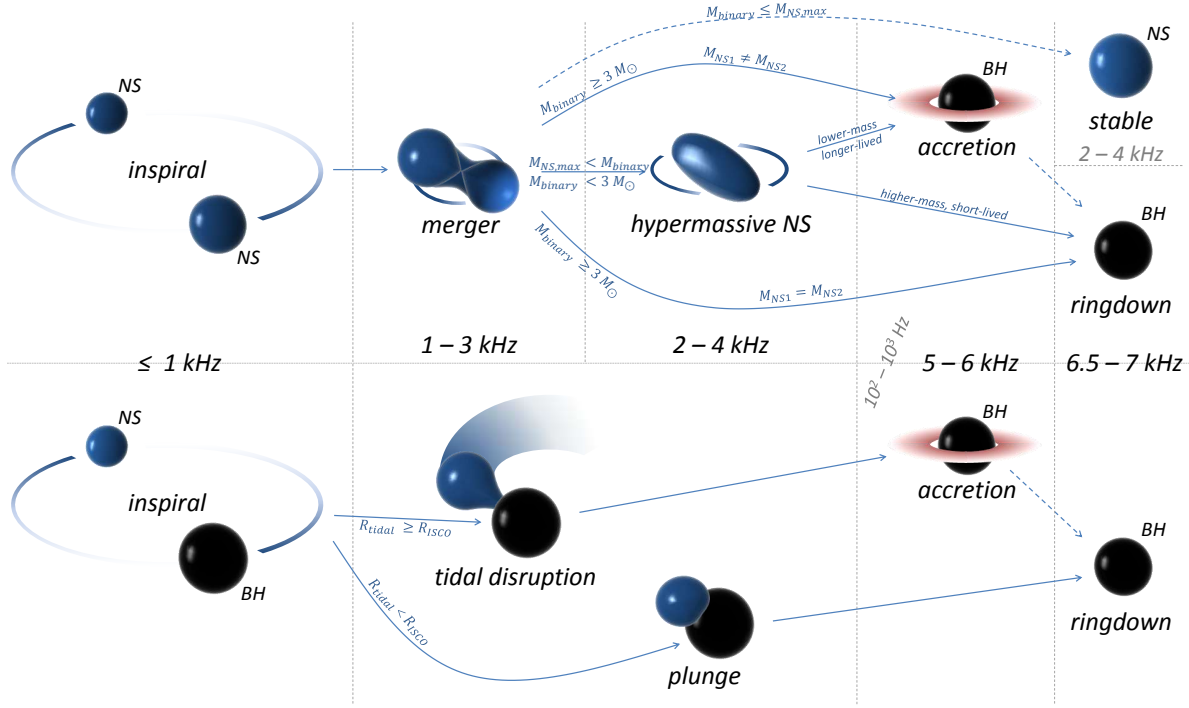 NS
inspiral
NS
merger
M_binary ≤ M_NS,max
M_binary ≥ 3 M_⊙
M_NS1 ≠ M_NS2
M_NS,max < M_binary
M_binary < 3 M_⊙
M_binary ≥ 3 M_⊙
M_NS1 = M_NS2
hypermassive NS
lower-mass
longer-lived
higher-mass, short-lived
BH
accretion
NS
stable
2 – 4 kHz
BH
ringdown
≤ 1 kHz
1 – 3 kHz
2 – 4 kHz
10² – 10³ Hz
5 – 6 kHz
6.5 – 7 kHz
NS
inspiral
BH
R_tidal ≥ R_ISCO
R_tidal < R_ISCO
tidal disruption
plunge
BH
accretion
BH
ringdown